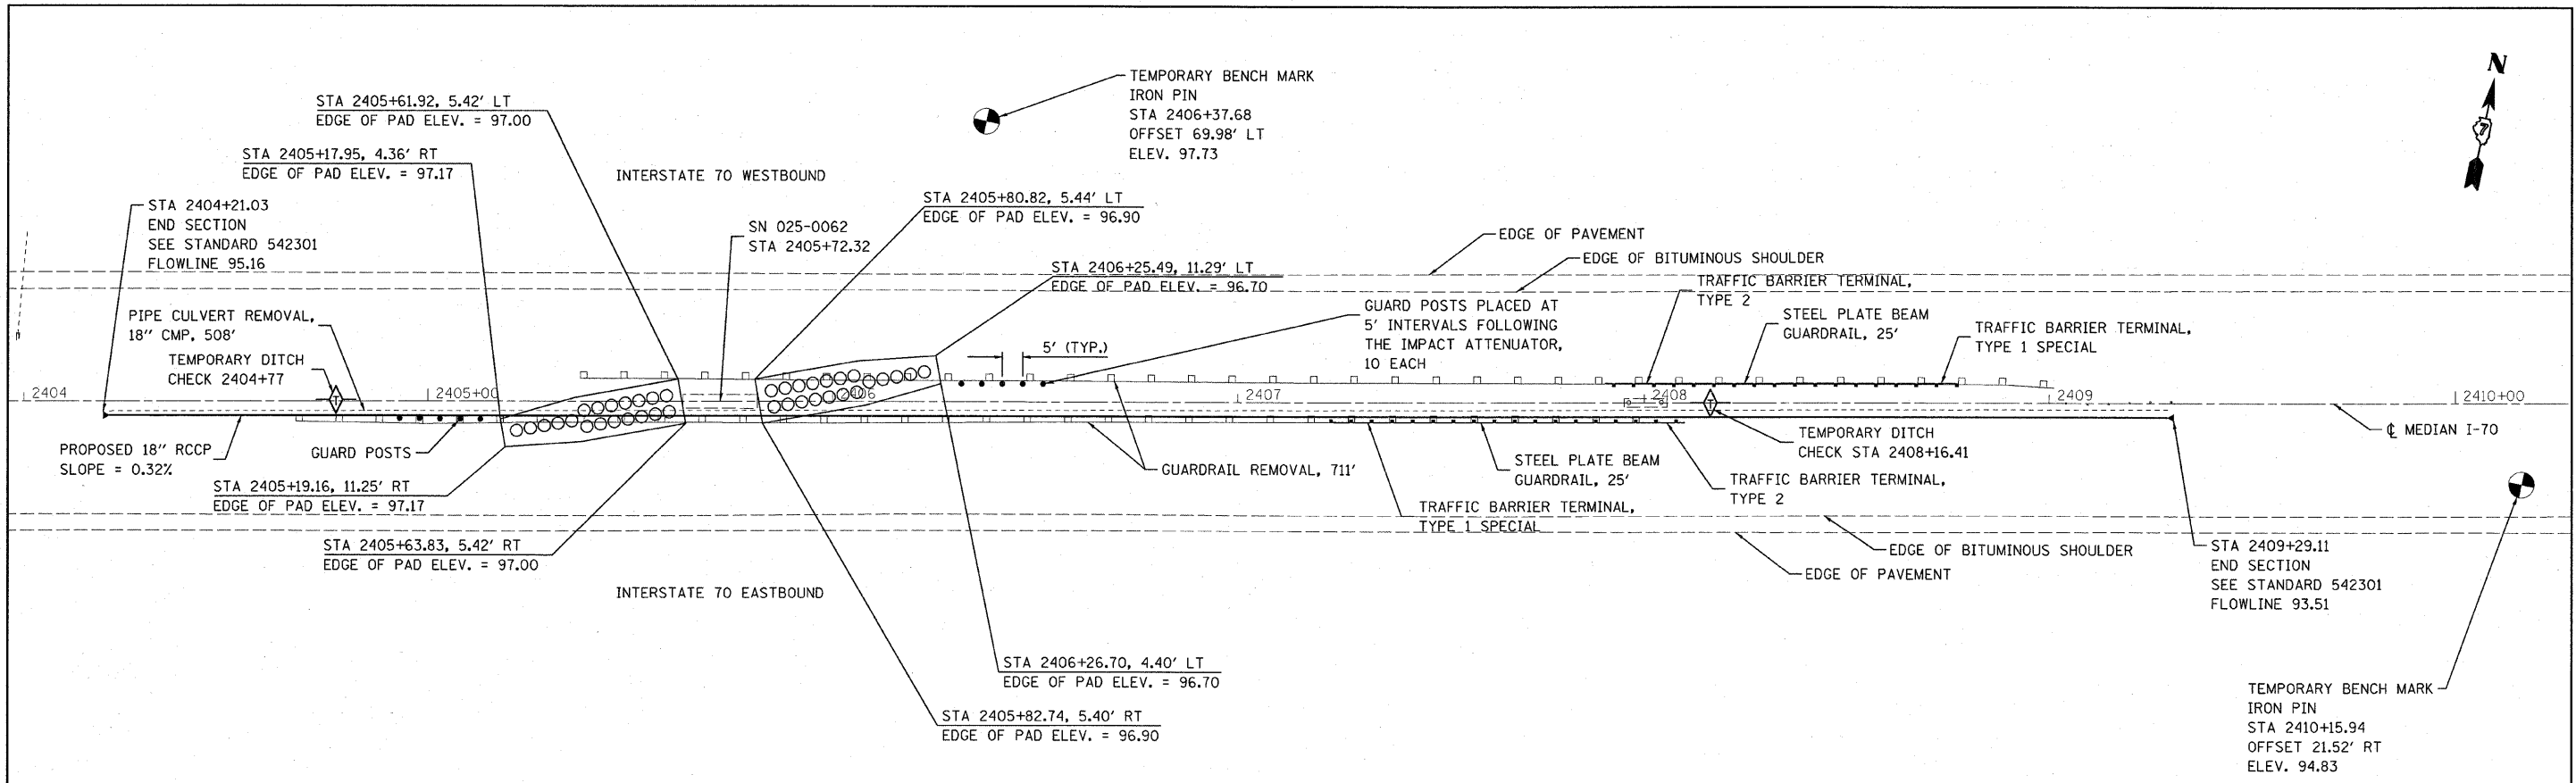 TEMPORARY BENCH MARK
IRON PIN
STA 2406+37.68
OFFSET 69.98' LT
ELEV. 97.73
N
7
STA 2405+61.92, 5.42' LT
EDGE OF PAD ELEV. = 97.00
STA 2405+17.95, 4.36' RT
EDGE OF PAD ELEV. = 97.17
INTERSTATE 70 WESTBOUND
STA 2404+21.03
END SECTION
SEE STANDARD 542301
FLOWLINE 95.16
SN 025-0062
STA 2405+72.32
STA 2405+80.82, 5.44' LT
EDGE OF PAD ELEV. = 96.90
STA 2406+25.49, 11.29' LT
EDGE OF PAD ELEV. = 96.70
EDGE OF PAVEMENT
EDGE OF BITUMINOUS SHOULDER
TRAFFIC BARRIER TERMINAL,
TYPE 2
STEEL PLATE BEAM
GUARDRAIL, 25'
TRAFFIC BARRIER TERMINAL,
TYPE 1 SPECIAL
PIPE CULVERT REMOVAL,
18" CMP, 508'
TEMPORARY DITCH
CHECK 2404+77
GUARD POSTS PLACED AT
5' INTERVALS FOLLOWING
THE IMPACT ATTENUATOR,
10 EACH
5' (TYP.)
2404
T
2405+00
2406
2407
2408
T
2409
2410+00
℄ MEDIAN I-70
PROPOSED 18" RCCP
SLOPE = 0.32%
GUARD POSTS
STA 2405+19.16, 11.25' RT
EDGE OF PAD ELEV. = 97.17
GUARDRAIL REMOVAL, 711'
STEEL PLATE BEAM
GUARDRAIL, 25'
TEMPORARY DITCH
CHECK STA 2408+16.41
TRAFFIC BARRIER TERMINAL,
TYPE 2
TRAFFIC BARRIER TERMINAL,
TYPE 1 SPECIAL
STA 2405+63.83, 5.42' RT
EDGE OF PAD ELEV. = 97.00
EDGE OF BITUMINOUS SHOULDER
EDGE OF PAVEMENT
STA 2409+29.11
END SECTION
SEE STANDARD 542301
FLOWLINE 93.51
INTERSTATE 70 EASTBOUND
STA 2406+26.70, 4.40' LT
EDGE OF PAD ELEV. = 96.70
STA 2405+82.74, 5.40' RT
EDGE OF PAD ELEV. = 96.90
TEMPORARY BENCH MARK
IRON PIN
STA 2410+15.94
OFFSET 21.52' RT
ELEV. 94.83